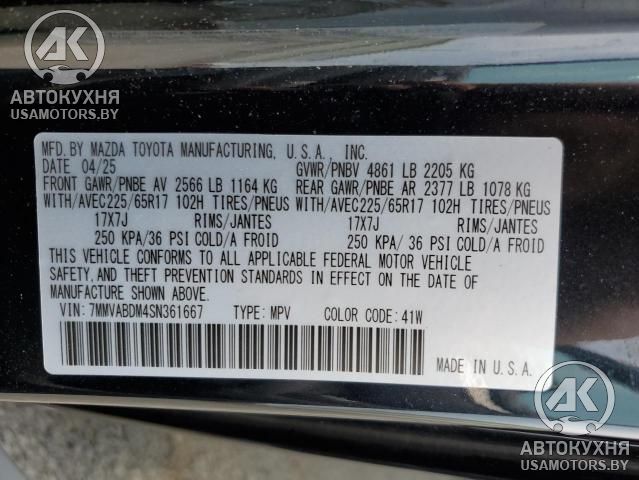 AK
АВТОКУХНЯ
USAMOTORS.BY
MFD. BY MAZDA TOYOTA MANUFACTURING, U.S.A., INC.
DATE 04/25 GVWR/PNBV 4861 LB 2205 KG
FRONT GAWR/PNBE AV 2566 LB 1164 KG REAR GAWR/PNBE AR 2377 LB 1078 KG
WITH/AVEC225/65R17 102H TIRES/PNEUS WITH/AVEC225/65R17 102H TIRES/PNEUS
17X7J RIMS/JANTES 17X7J RIMS/JANTES
250 KPA/36 PSI COLD/A FROID 250 KPA/ 36 PSI COLD/A FROID
THIS VEHICLE CONFORMS TO ALL APPLICABLE FEDERAL MOTOR VEHICLE
SAFETY, AND THEFT PREVENTION STANDARDS IN EFFECT ON THE DATE OF
MANUFACTURE SHOWN ABOVE.
VIN: 7MMVABDM4SN361667 TYPE: MPV COLOR CODE: 41W
MADE IN U.S.A.
AK
АВТОКУХНЯ
USAMOTORS.BY